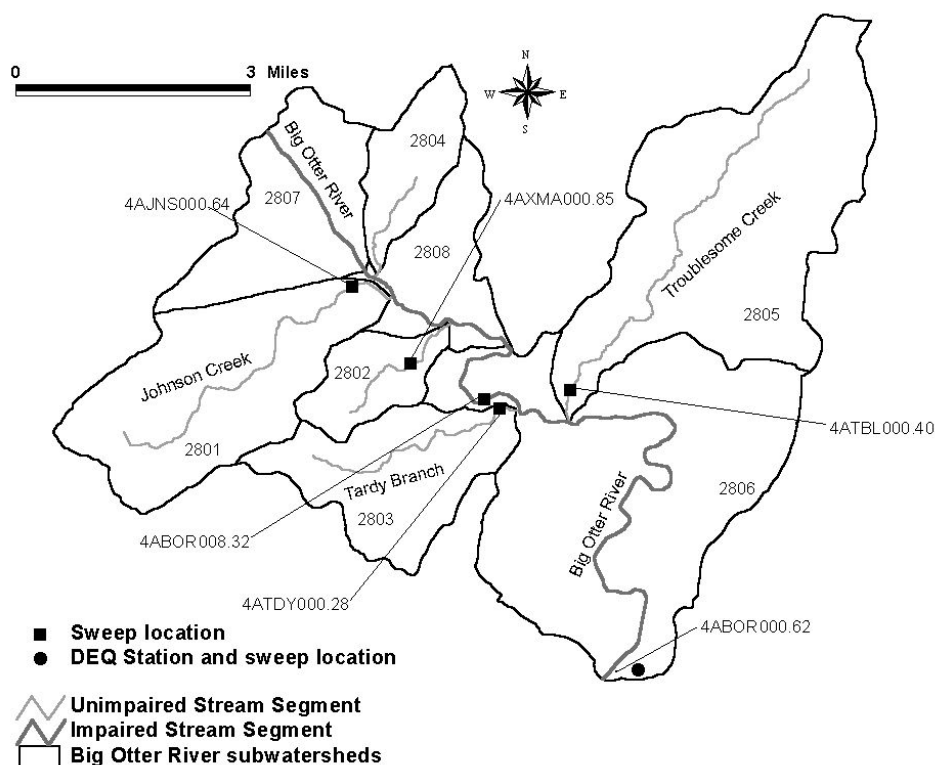 0 3 Miles
N
W E
S
Big Otter River
2804
2807
4AJNS000.64
4AXMA000.85
2808
Troublesome Creek
2805
Johnson Creek
2802
2801
4ATBL000.40
Tardy Branch
2803
2806
Big Otter River
4ABOR008.32
4ATDY000.28
4ABOR000.62
Sweep location
DEQ Station and sweep location
Unimpaired Stream Segment
Impaired Stream Segment
Big Otter River subwatersheds